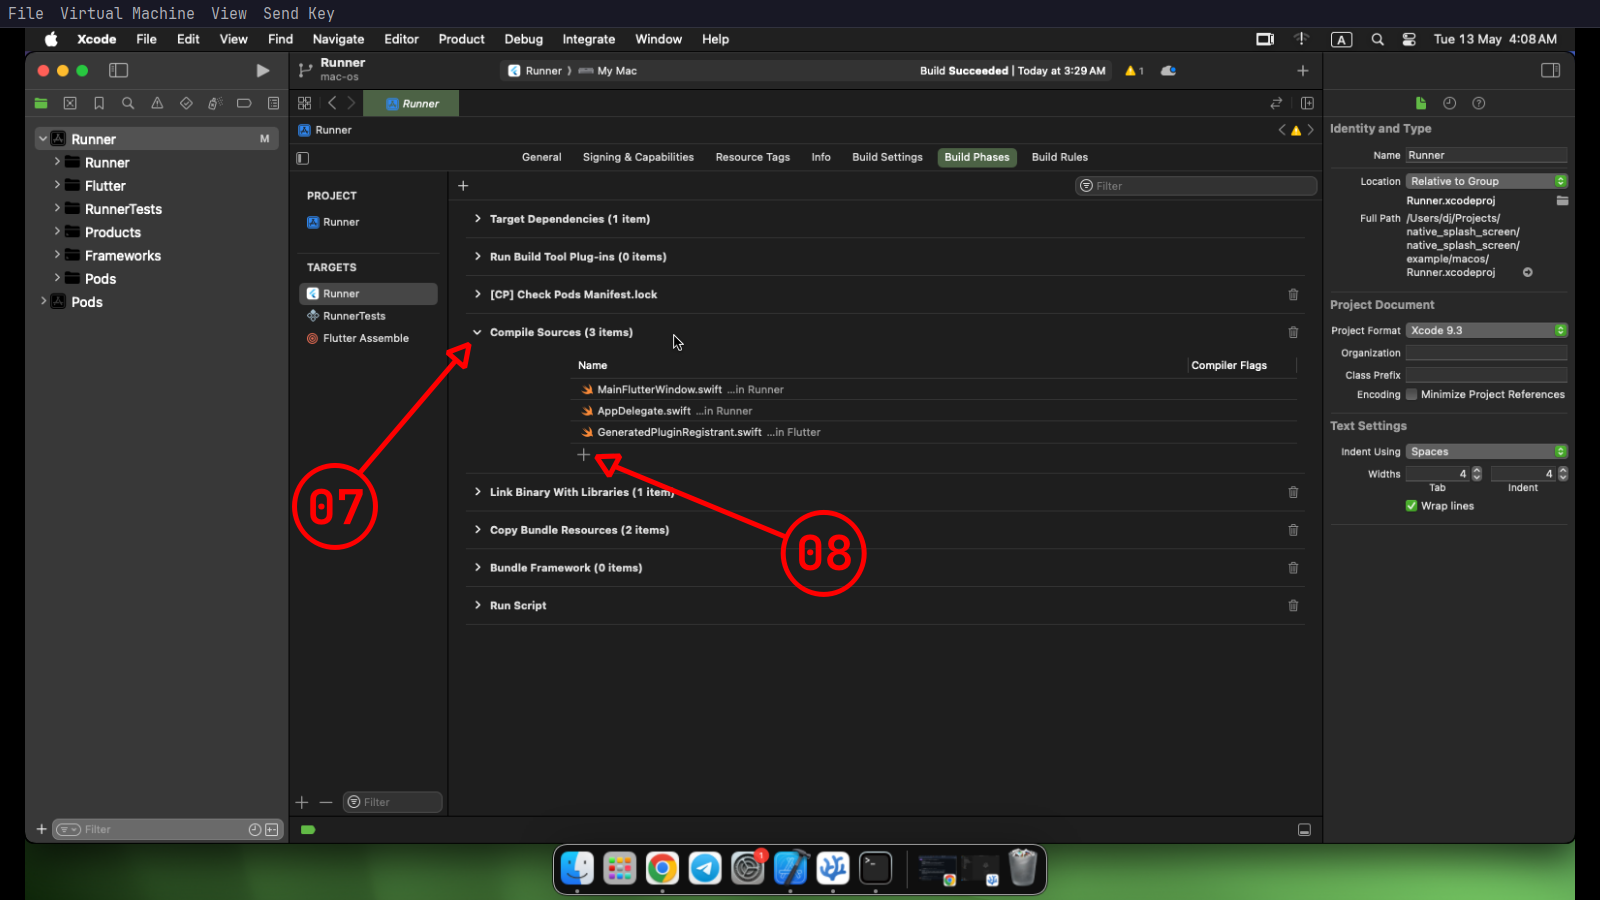 File Virtual Machine View Send Key
Xcode File Edit View Find Navigate Editor Product Debug Integrate Window Help
A Tue 13 May 4:08 AM
Runner
mac-os
Runner My Mac
Build Succeeded | Today at 3:29 AM
1
Runner
Runner
General Signing & Capabilities Resource Tags Info Build Settings Build Phases Build Rules
Runner M
Runner
Flutter
RunnerTests
Products
Frameworks
Pods
Pods
Filter
PROJECT
Runner
TARGETS
Runner
RunnerTests
Flutter Assemble
Filter
Filter
Target Dependencies (1 item)
Run Build Tool Plug-ins (0 items)
[CP] Check Pods Manifest.lock
Compile Sources (3 items)
Name Compiler Flags
MainFlutterWindow.swift ...in Runner
AppDelegate.swift ...in Runner
GeneratedPluginRegistrant.swift ...in Flutter
Link Binary With Libraries (1 item)
Copy Bundle Resources (2 items)
Bundle Framework (0 items)
Run Script
07
08
Identity and Type
Name Runner
Location Relative to Group
Runner.xcodeproj
Full Path /Users/dj/Projects/
native_splash_screen/
native_splash_screen/
example/macos/
Runner.xcodeproj
Project Document
Project Format Xcode 9.3
Organization
Class Prefix
Encoding Minimize Project References
Text Settings
Indent Using Spaces
Widths 4 4
Tab Indent
Wrap lines
1